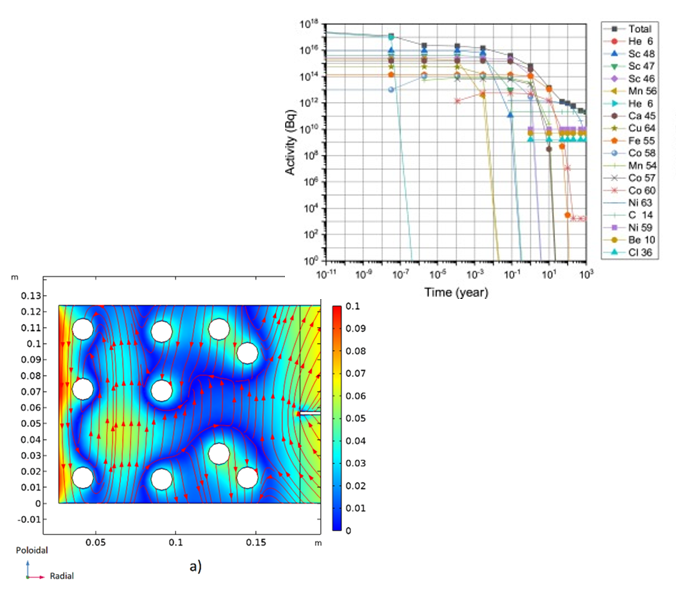 10^18
10^16
10^14
10^12
10^10
10^8
10^6
10^4
10^2
10^0
Activity (Bq)
10^-11 10^-9 10^-7 10^-5 10^-3 10^-1 10^1 10^3
Time (year)
Total
He 6
Sc 48
Sc 47
Sc 46
Mn 56
He 6
Ca 45
Cu 64
Fe 55
Co 58
Mn 54
Co 57
Co 60
Ni 63
C 14
Ni 59
Be 10
Cl 36
m
0.13
0.12
0.11
0.1
0.09
0.08
0.07
0.06
0.05
0.04
0.03
0.02
0.01
0
-0.01
0.05 0.1 0.15 m
0.1
0.09
0.08
0.07
0.06
0.05
0.04
0.03
0.02
0.01
0
Poloidal
Radial
a)